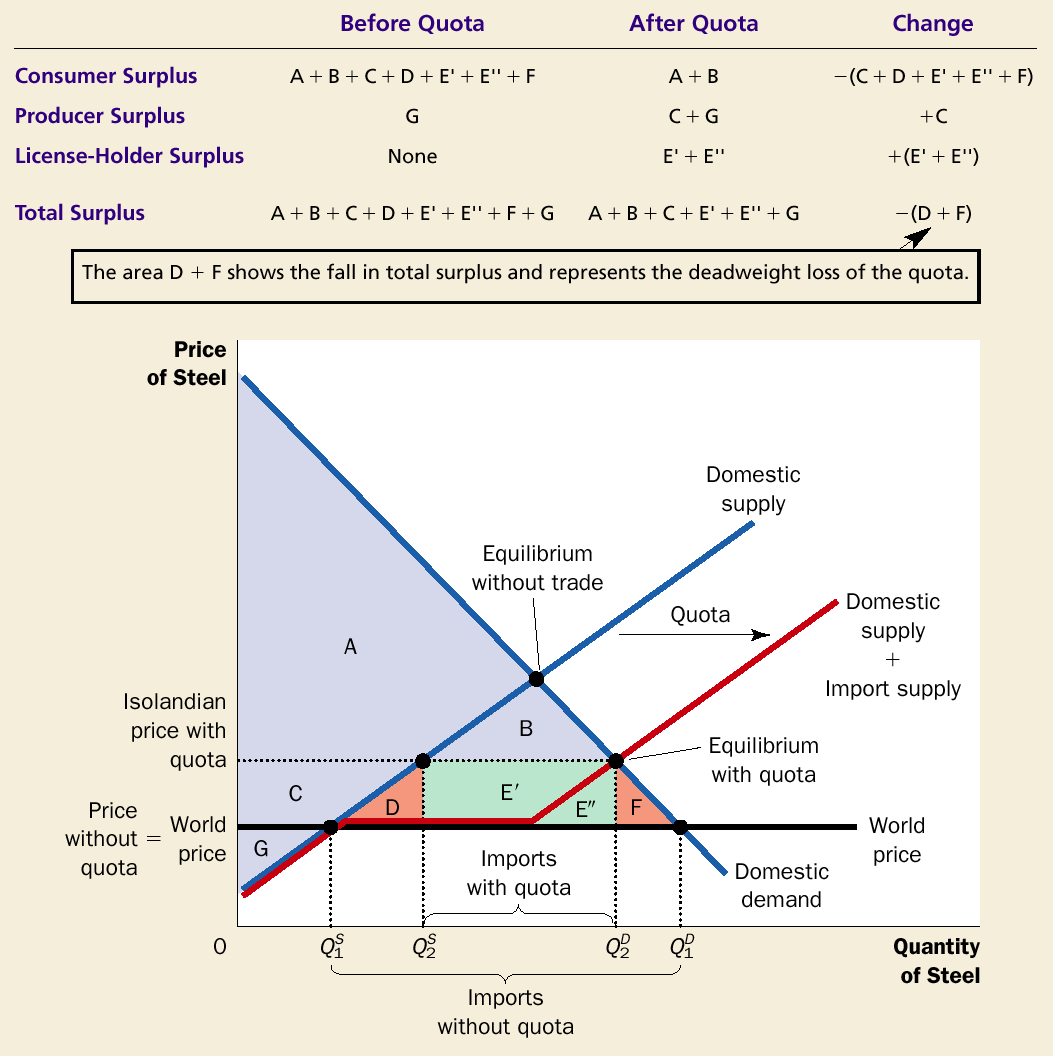 Before Quota After Quota Change
Consumer Surplus A + B + C + D + E' + E'' + F A + B −(C + D + E' + E'' + F)
Producer Surplus G C + G +C
License-Holder Surplus None E' + E'' +(E' + E'')
Total Surplus A + B + C + D + E' + E'' + F + G A + B + C + E' + E'' + G −(D + F)
The area D + F shows the fall in total surplus and represents the deadweight loss of the quota.
Price
of Steel
Domestic
supply
Equilibrium
without trade
Quota
Domestic
supply
+
Import supply
A
Isolandian
price with
quota
B
Equilibrium
with quota
C
D
E′
E″
F
G
Price
without
quota
=
World
price
World
price
Imports
with quota
Domestic
demand
0
Q1S
Q2S
Q2D
Q1D
Quantity
of Steel
Imports
without quota